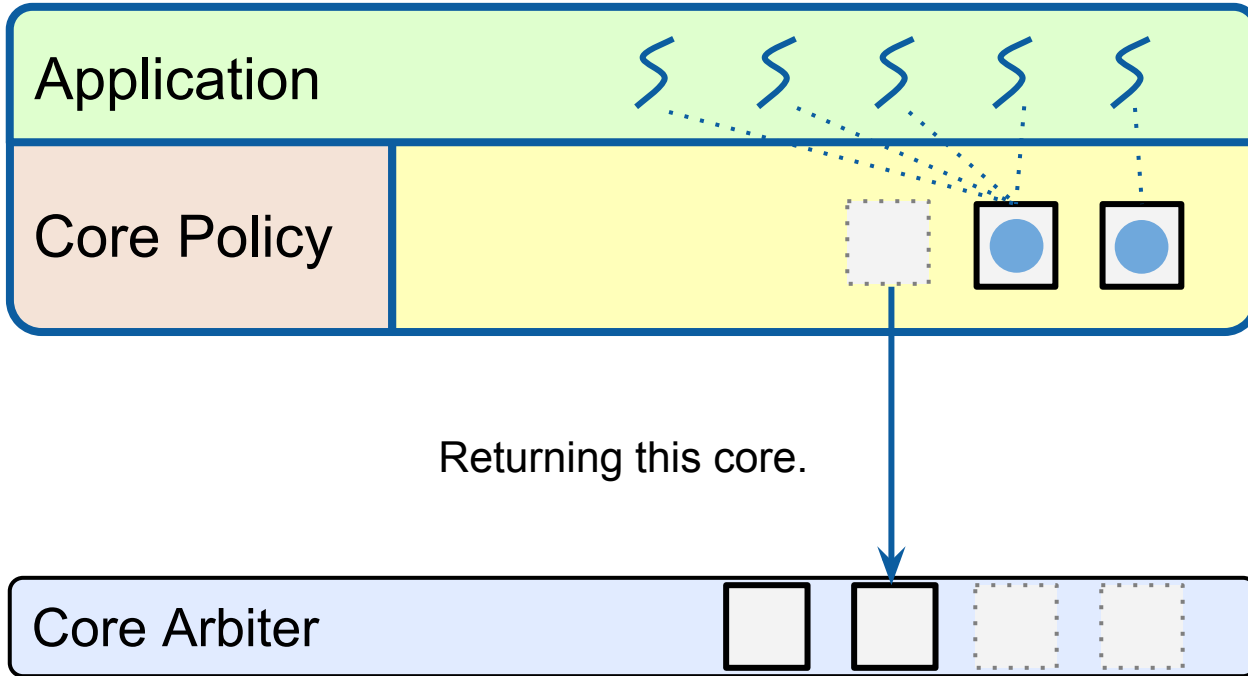 Application
Core Policy
Returning this core.
Core Arbiter